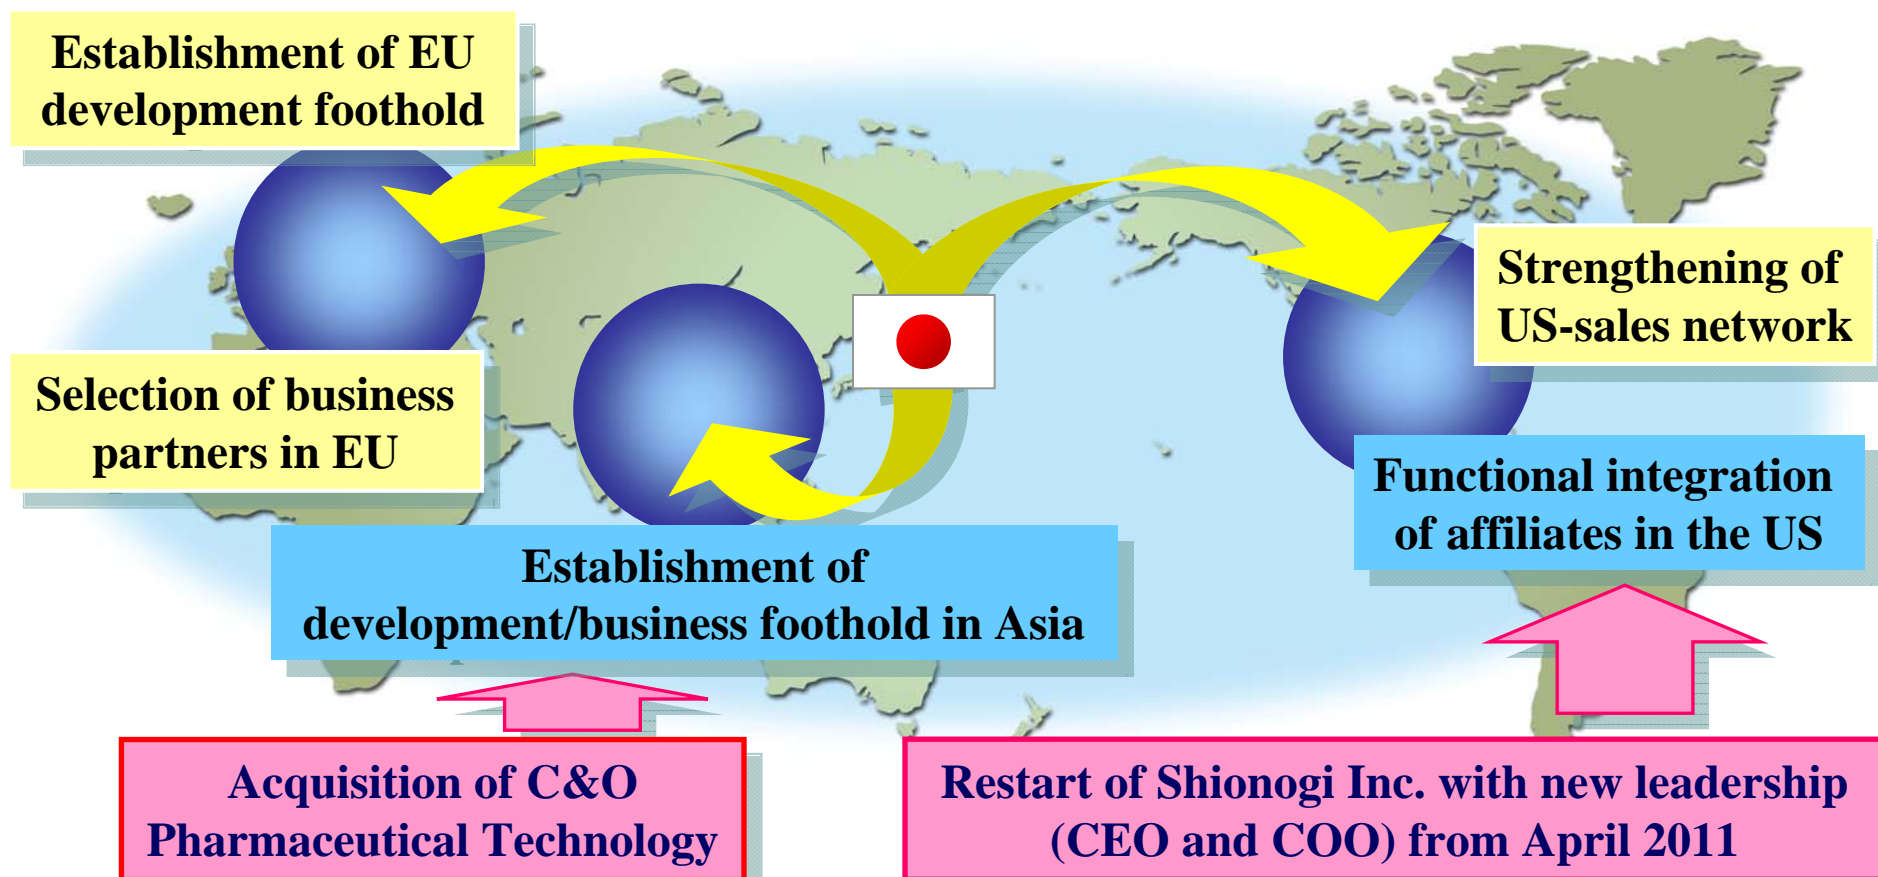 Establishment of EU
development foothold
Selection of business
partners in EU
Strengthening of
US-sales network
Functional integration
of affiliates in the US
Establishment of
development/business foothold in Asia
Acquisition of C&O
Pharmaceutical Technology
Restart of Shionogi Inc. with new leadership
(CEO and COO) from April 2011